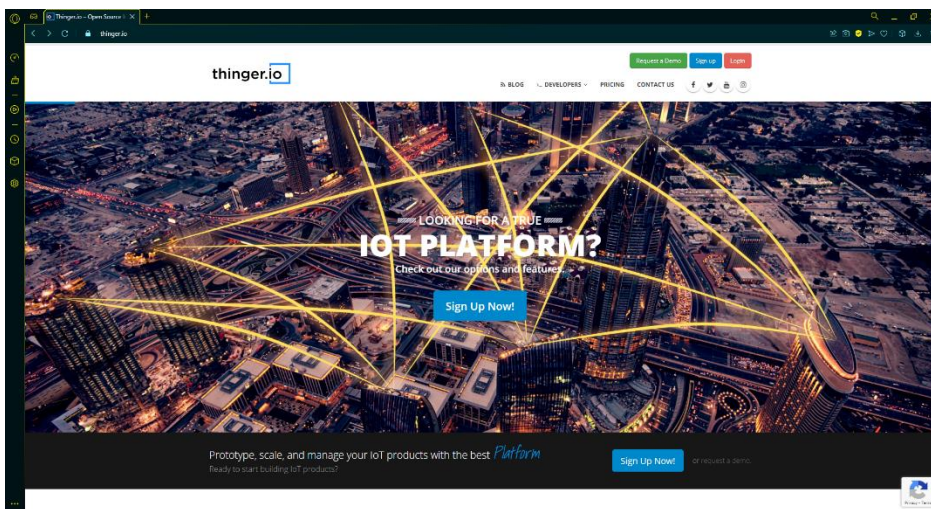 Thinger.io – Open Source I
thinger.io
thinger.io
Request a Demo Sign up Login
BLOG DEVELOPERS PRICING CONTACT US
LOOKING FOR A TRUE
IOT PLATFORM?
Check out our options and features.
Sign Up Now!
Prototype, scale, and manage your IoT products with the best Platform
Ready to start building IoT products?
Sign Up Now! or request a demo.